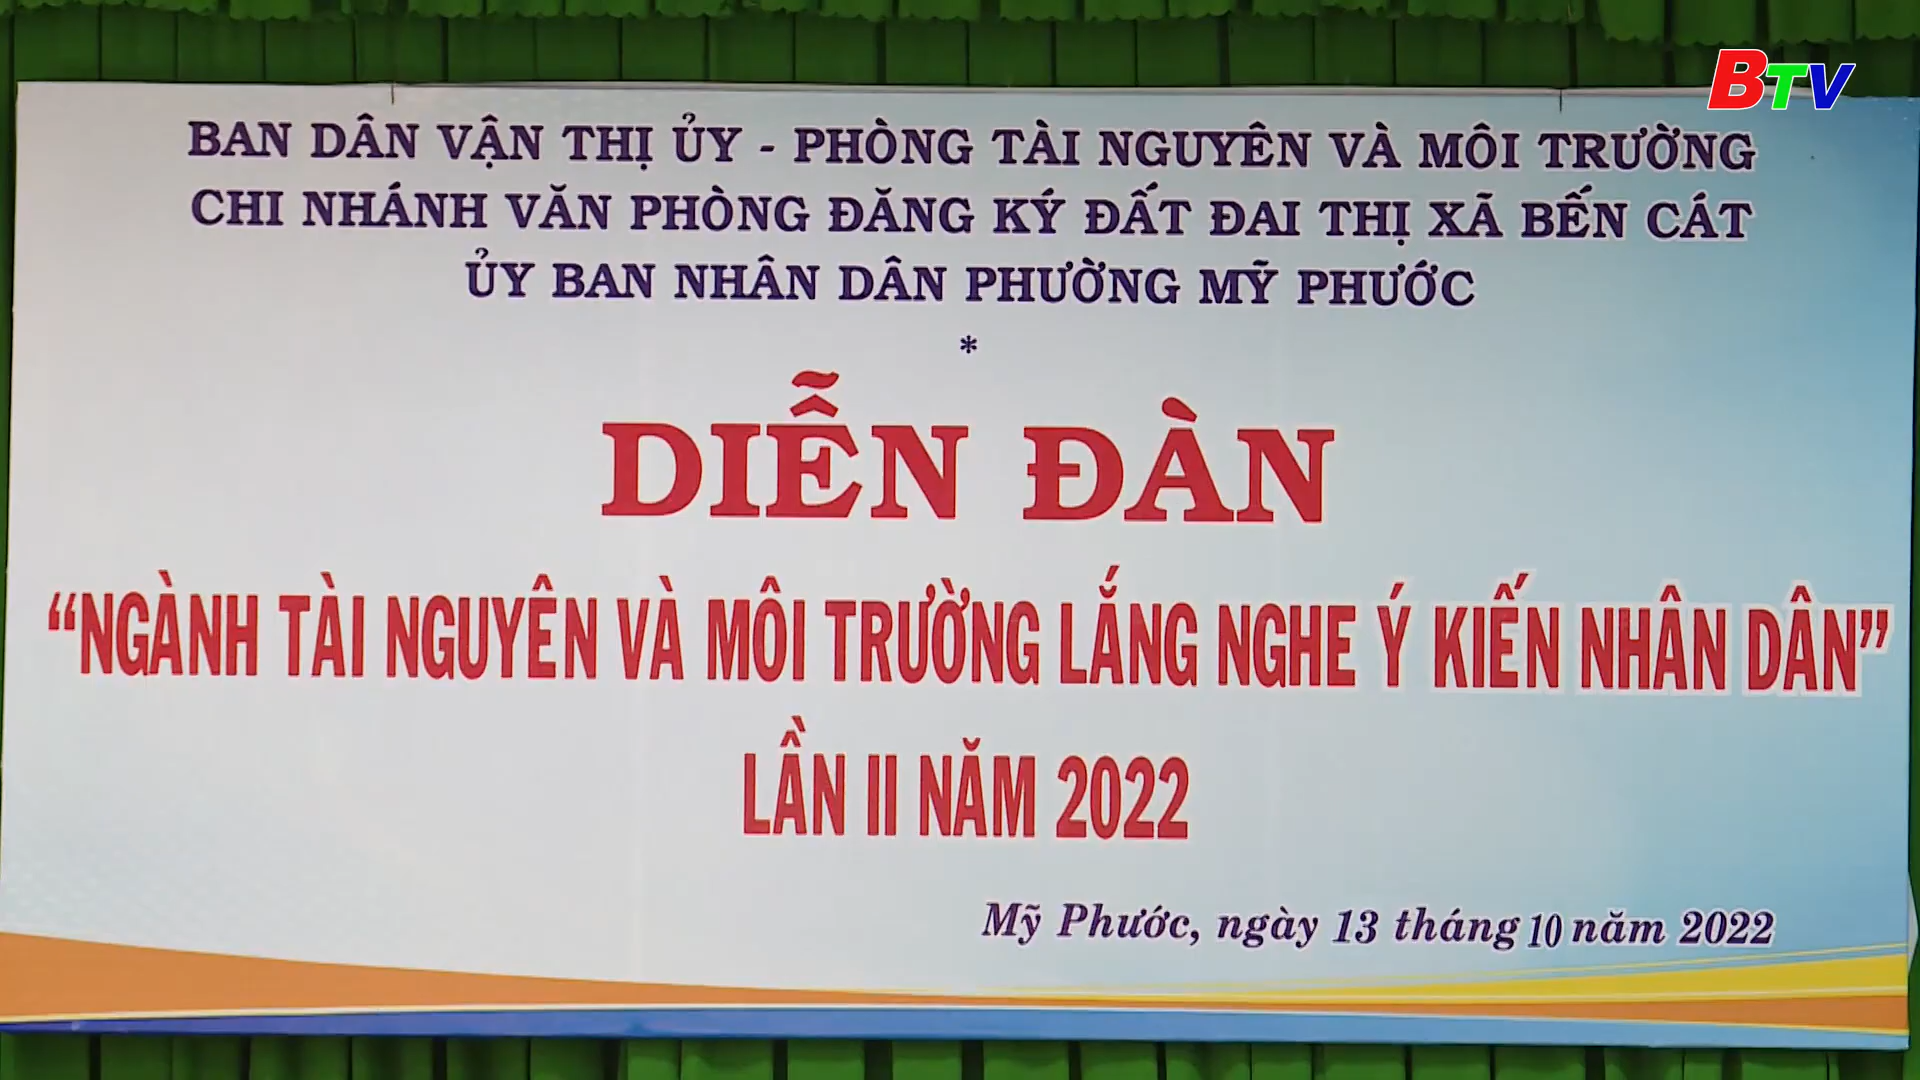 BTV
BAN DÂN VẬN THỊ ỦY - PHÒNG TÀI NGUYÊN VÀ MÔI TRƯỜNG
CHI NHÁNH VĂN PHÒNG ĐĂNG KÝ ĐẤT ĐAI THỊ XÃ BẾN CÁT
ỦY BAN NHÂN DÂN PHƯỜNG MỸ PHƯỚC
*
DIỄN ĐÀN
“NGÀNH TÀI NGUYÊN VÀ MÔI TRƯỜNG LẮNG NGHE Ý KIẾN NHÂN DÂN”
LẦN II NĂM 2022
Mỹ Phước, ngày 13 tháng 10 năm 2022